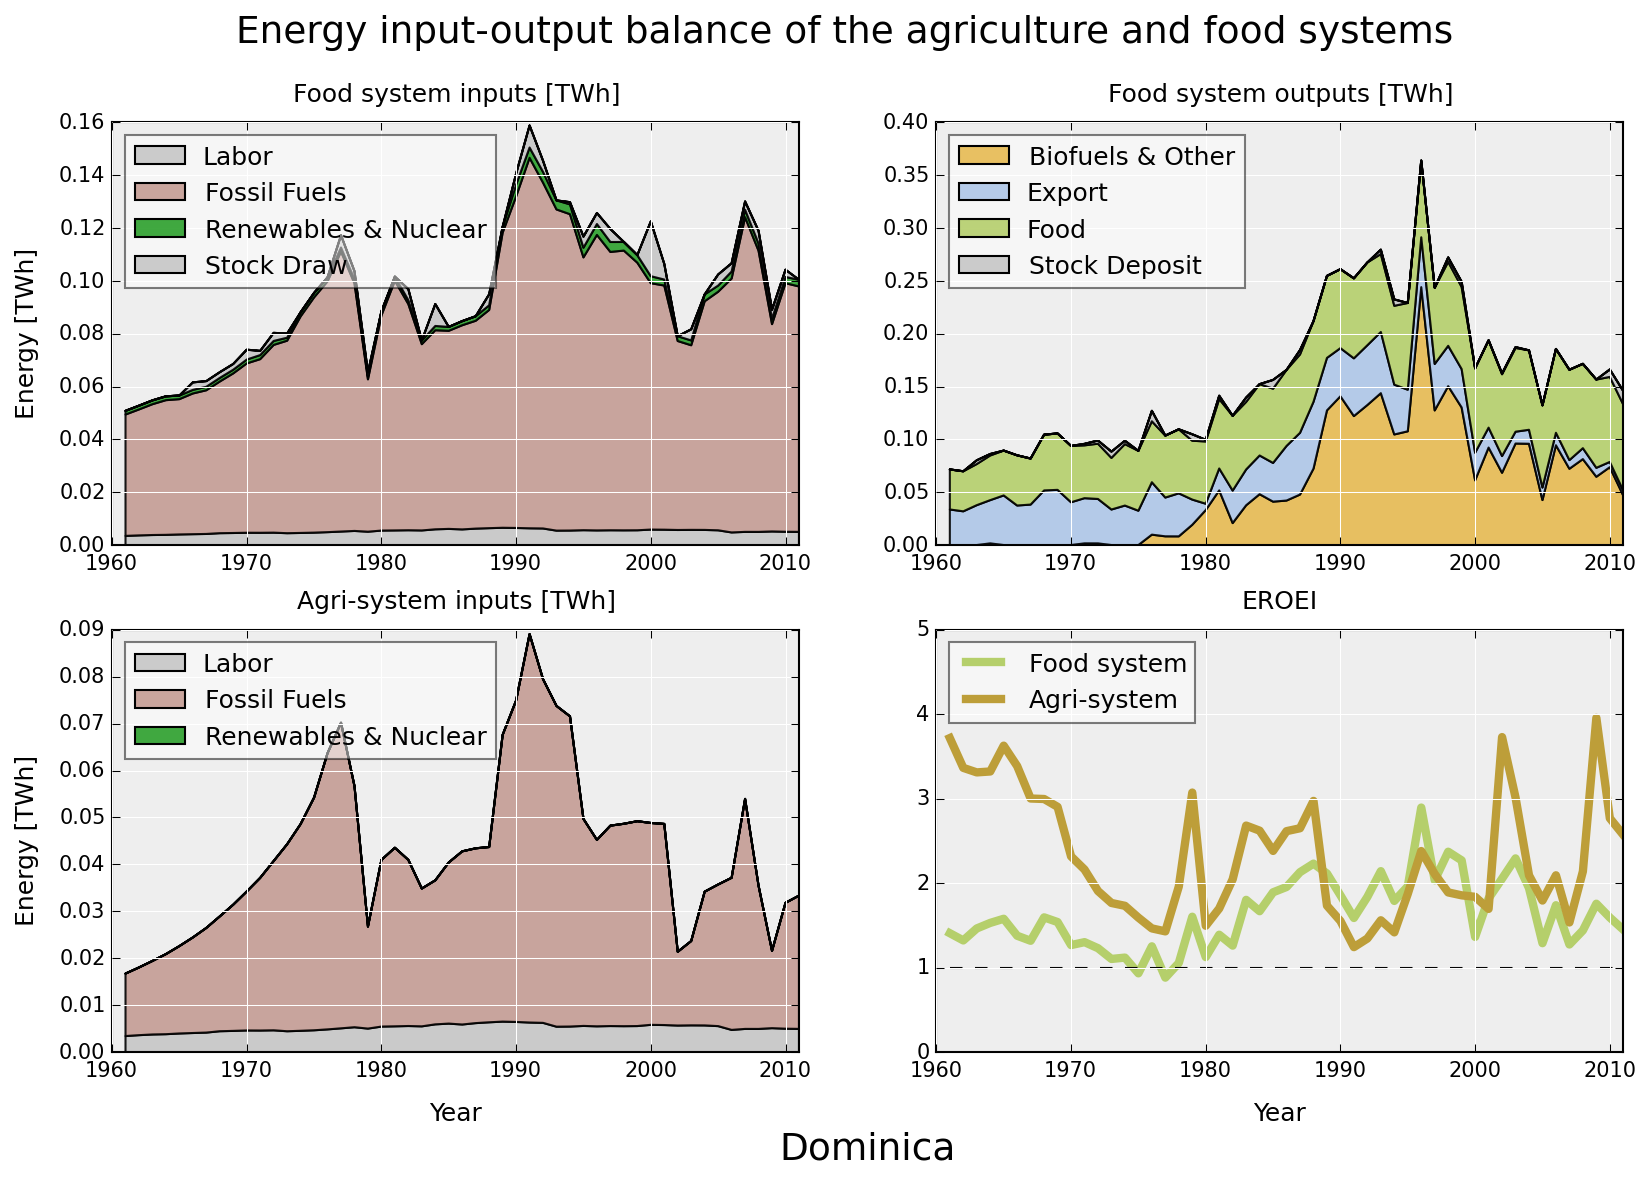 Energy input-output balance of the agriculture and food systems
Food system inputs [TWh]
Energy [TWh]
0.16
0.14
0.12
0.10
0.08
0.06
0.04
0.02
0.00
Labor
Fossil Fuels
Renewables & Nuclear
Stock Draw
1960 1970 1980 1990 2000 2010
Food system outputs [TWh]
0.40
0.35
0.30
0.25
0.20
0.15
0.10
0.05
0.00
Biofuels & Other
Export
Food
Stock Deposit
1960 1970 1980 1990 2000 2010
Agri-system inputs [TWh]
Energy [TWh]
0.09
0.08
0.07
0.06
0.05
0.04
0.03
0.02
0.01
0.00
Labor
Fossil Fuels
Renewables & Nuclear
1960 1970 1980 1990 2000 2010
Year
EROEI
5
4
3
2
1
0
Food system
Agri-system
1960 1970 1980 1990 2000 2010
Year
Dominica